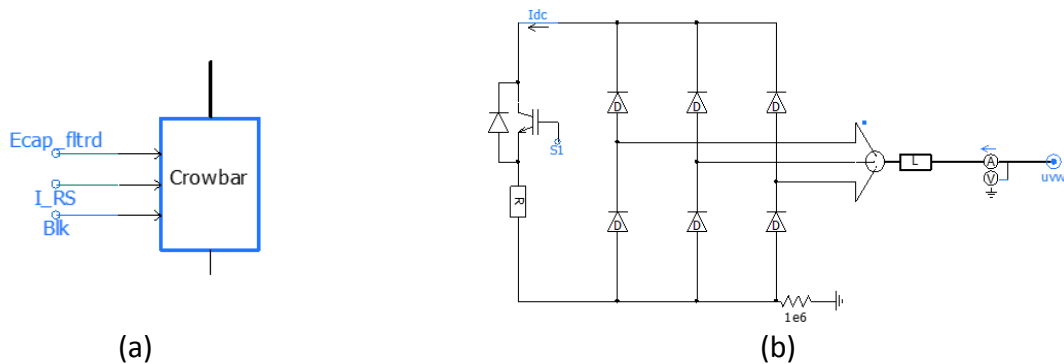 Ecap_fltrd
I_RS
Blk
Crowbar
(a)
Idc
D
D
D
S1
R
L
A
V
uvw
D
D
D
1e6
(b)